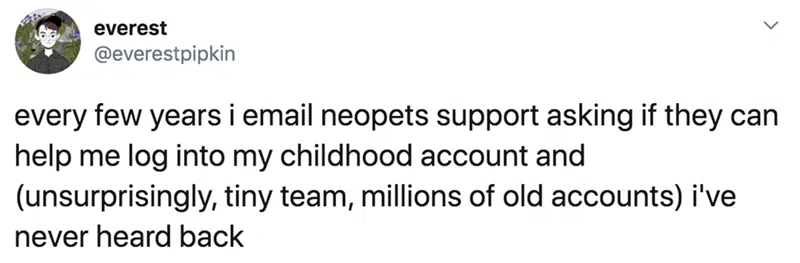 everest
@everestpipkin
every few years i email neopets support asking if they can
help me log into my childhood account and
(unsurprisingly, tiny team, millions of old accounts) i've
never heard back